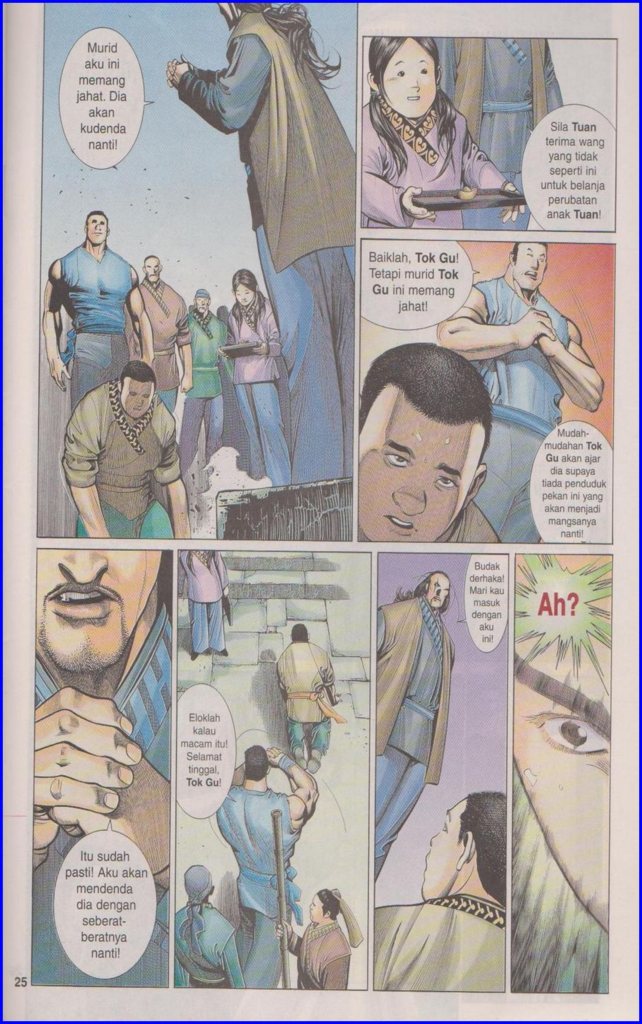 Murid
aku ini
memang
jahat. Dia
akan
kudenda
nanti!
Sila Tuan
terima wang
yang tidak
seperti ini
untuk belanja
perubatan
anak Tuan!
Baiklah, Tok Gu!
Tetapi murid Tok
Gu ini memang
jahat!
Mudah-
mudahan Tok
Gu akan ajar
dia supaya
tiada penduduk
pekan ini yang
akan menjadi
mangsanya
nanti!
Itu sudah
pasti! Aku akan
mendenda
dia dengan
seberat-
beratnya
nanti!
Eloklah
kalau
macam itu!
Selamat
tinggal,
Tok Gu!
Budak
derhaka!
Mari kau
masuk
dengan
aku
ini!
Ah?
25